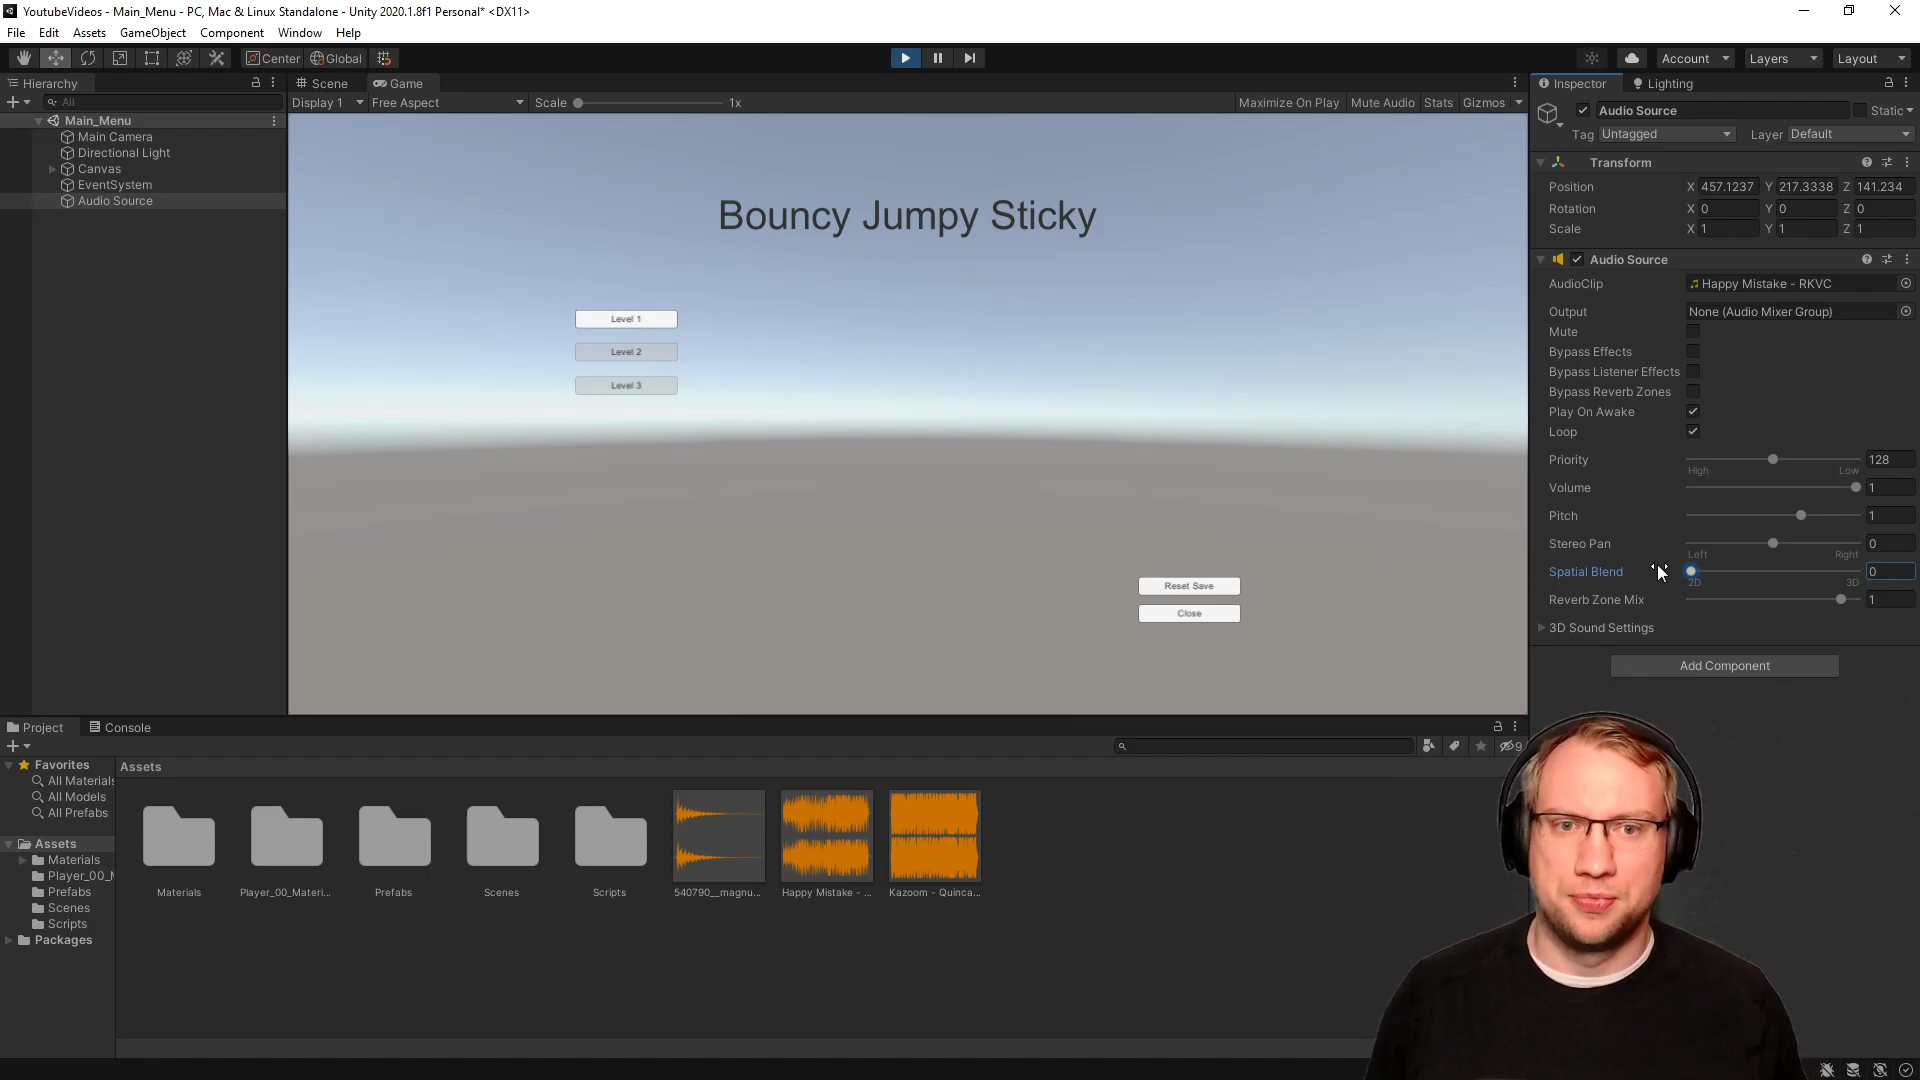 YoutubeVideos - Main_Menu - PC, Mac & Linux Standalone - Unity 2020.1.8f1 Personal* <DX11>
File Edit Assets GameObject Component Window Help
Center Global Account Layers Layout
Hierarchy
All
Main_Menu
Main Camera
Directional Light
Canvas
EventSystem
Audio Source
Scene Game
Display 1 Free Aspect Scale 1x Maximize On Play Mute Audio Stats Gizmos
Bouncy Jumpy Sticky
Level 1
Level 2
Level 3
Reset Save
Close
Inspector Lighting
Audio Source Static
Tag Untagged Layer Default
Transform
Position X 457.1237 Y 217.3338 Z 141.234
Rotation X 0 Y 0 Z 0
Scale X 1 Y 1 Z 1
Audio Source
AudioClip Happy Mistake - RKVC
Output None (Audio Mixer Group)
Mute
Bypass Effects
Bypass Listener Effects
Bypass Reverb Zones
Play On Awake
Loop
Priority 128
High Low
Volume 1
Pitch 1
Stereo Pan 0
Left Right
Spatial Blend 0
2D 3D
Reverb Zone Mix 1
3D Sound Settings
Add Component
Project Console
9
Favorites
All Materials
All Models
All Prefabs
Assets
Materials
Player_00_M
Prefabs
Scenes
Scripts
Packages
Assets
Materials Player_00_Materi... Prefabs Scenes Scripts 540790__magnu... Happy Mistake - ... Kazoom - Quinca...